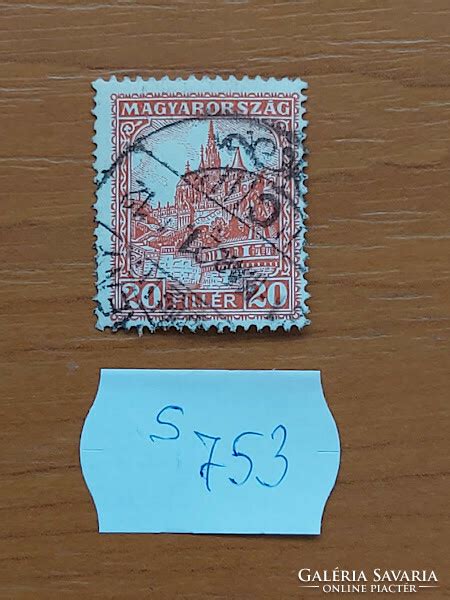 MAGYARORSZÁG
20 FILLÉR 20
S 753
GALÉRIA SAVARIA
ONLINE PIACTÉR